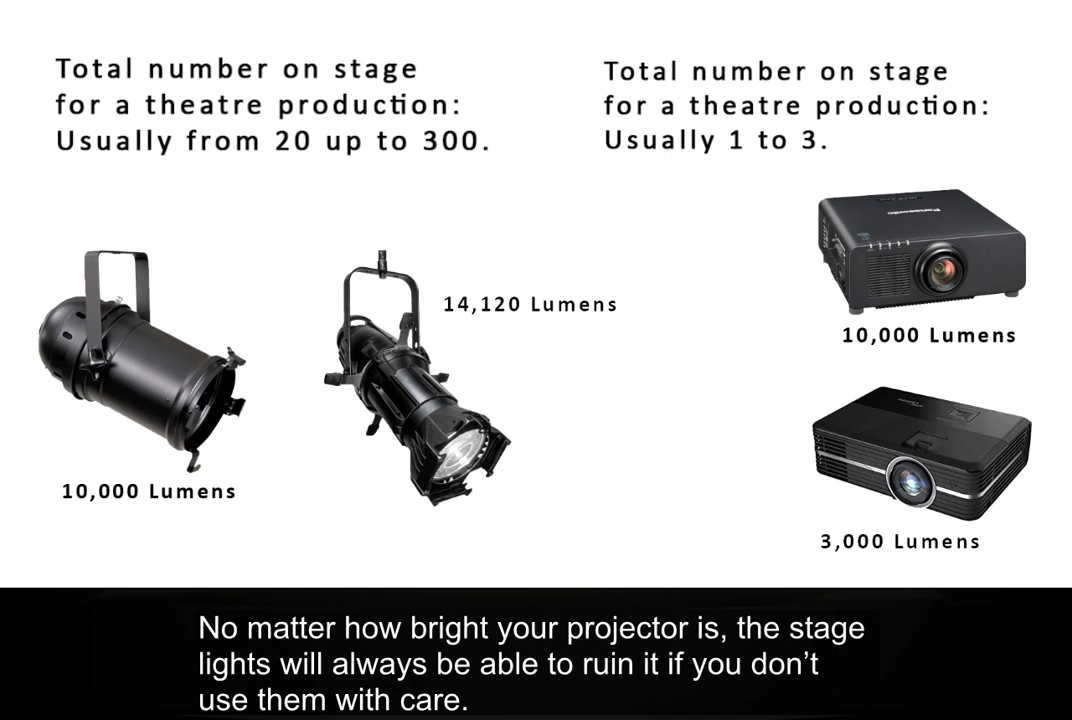 Total number on stage
for a theatre production:
Usually from 20 up to 300.
Total number on stage
for a theatre production:
Usually 1 to 3.
Panasonic
14,120 Lumens
10,000 Lumens
10,000 Lumens
3,000 Lumens
No matter how bright your projector is, the stage
lights will always be able to ruin it if you don’t
use them with care.